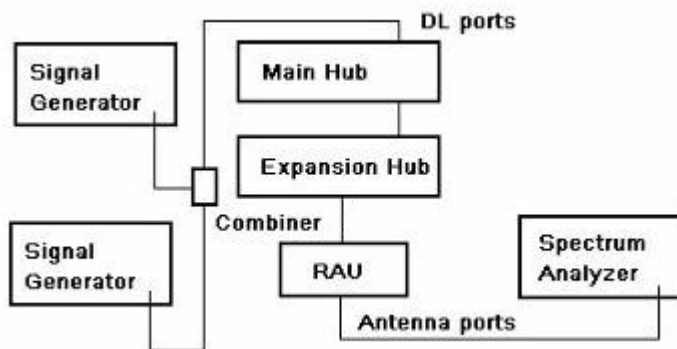 DL ports
Signal
Generator
Main Hub
Expansion Hub
Combiner
Signal
Generator
RAU
Spectrum
Analyzer
Antenna ports